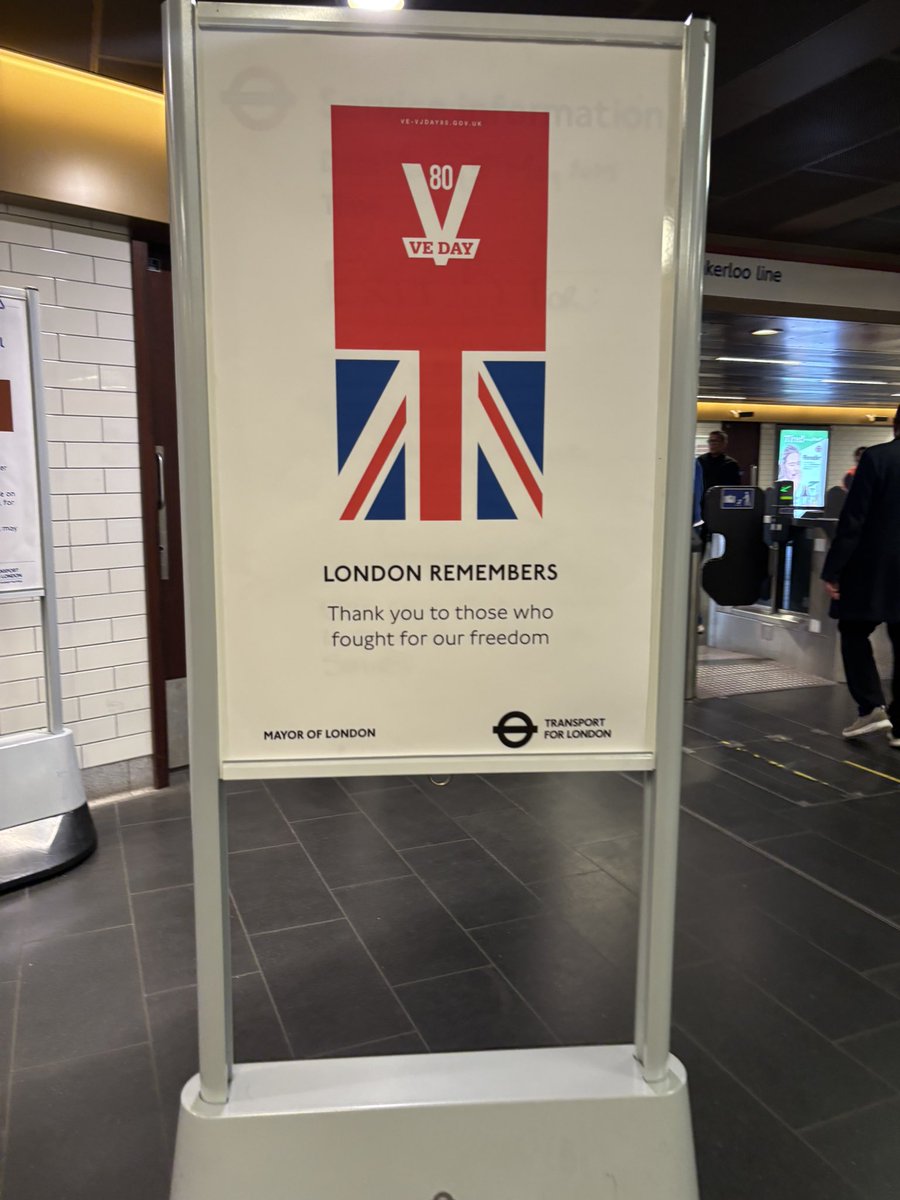 VE-VJDAY80.GOV.UK
80
VE DAY
LONDON REMEMBERS
Thank you to those who
fought for our freedom
MAYOR OF LONDON
TRANSPORT
FOR LONDON
kerloo line